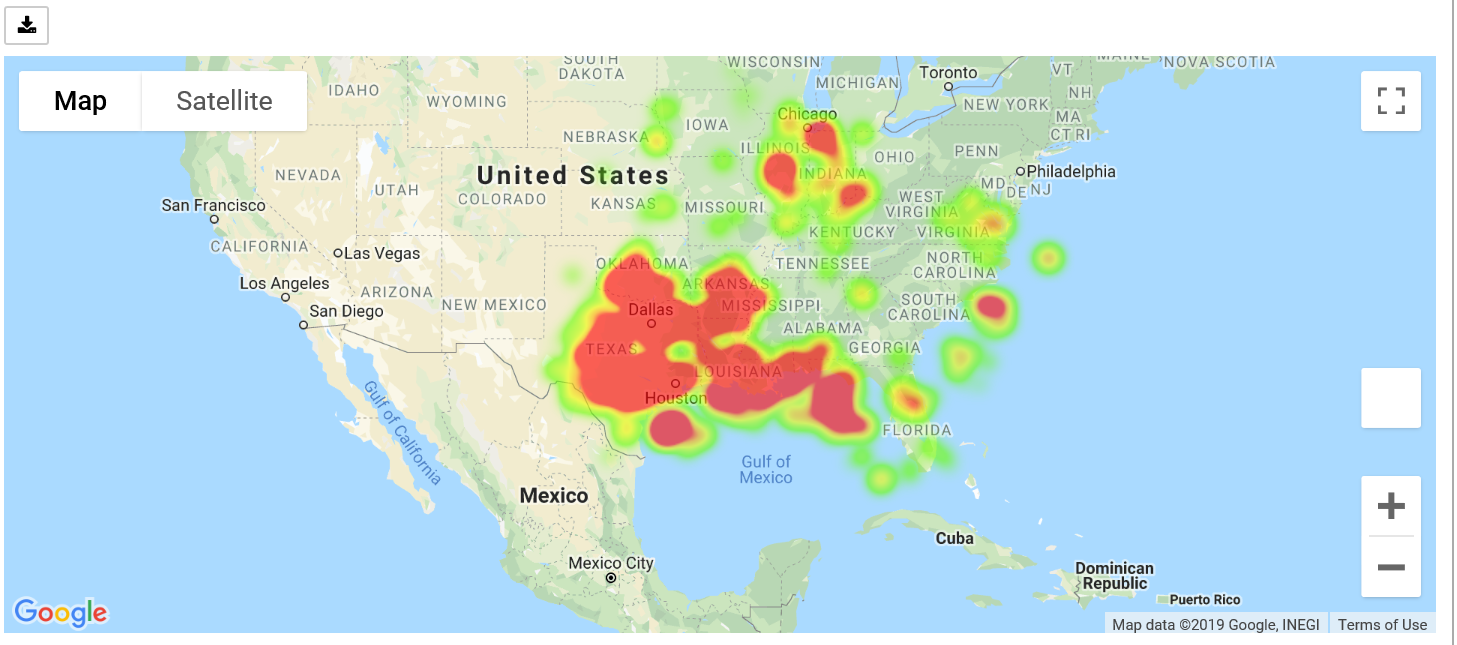 SOUTH
DAKOTA
WISCONSIN
MAINE
NOVA SCOTIA
Map
Satellite
IDAHO
WYOMING
MICHIGAN
Toronto
VT
NH
NEW YORK
MA
CT RI
Chicago
IOWA
NEBRASKA
ILLINOIS
INDIANA
OHIO
PENN
Philadelphia
United States
NEVADA
UTAH
COLORADO
KANSAS
MISSOURI
WEST
VIRGINIA
MD
DE
NJ
San Francisco
KENTUCKY
VIRGINIA
CALIFORNIA
Las Vegas
OKLAHOMA
TENNESSEE
NORTH
CAROLINA
Los Angeles
ARIZONA
NEW MEXICO
ARKANSAS
MISSISSIPPI
SOUTH
CAROLINA
San Diego
Dallas
ALABAMA
TEXAS
GEORGIA
LOUISIANA
Houston
Gulf of California
FLORIDA
Gulf of
Mexico
Mexico
Cuba
Mexico City
Dominican
Republic
Puerto Rico
Google
Map data ©2019 Google, INEGI
Terms of Use